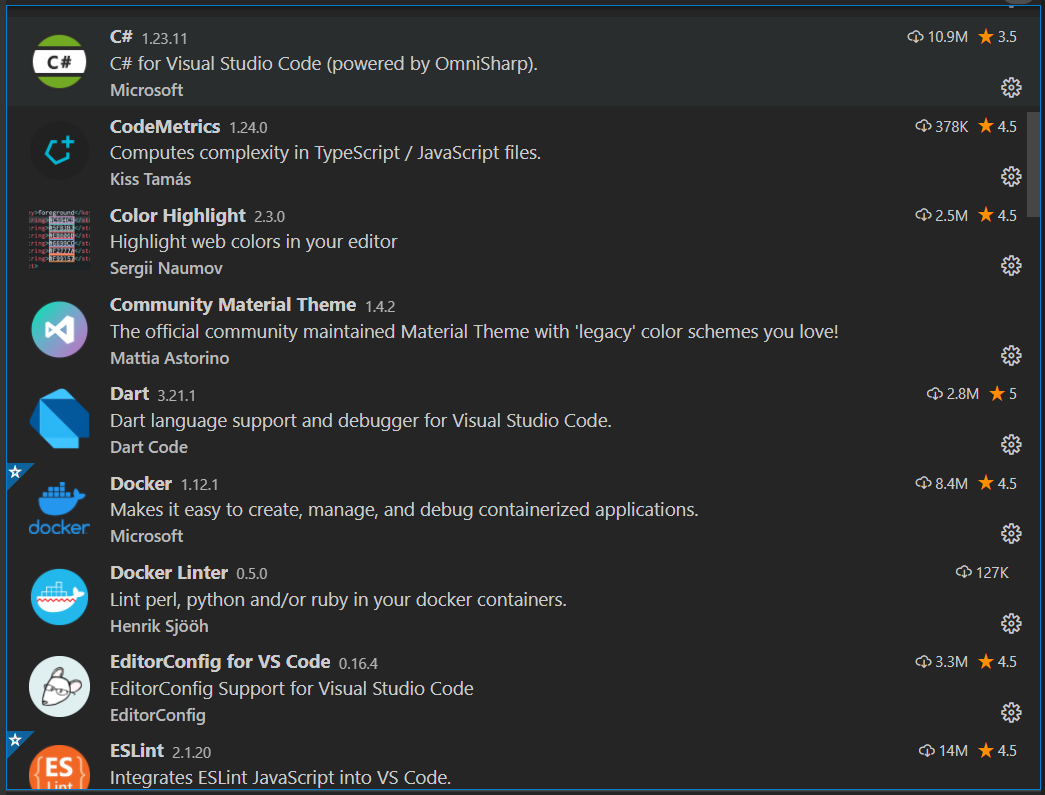 C# 1.23.11 10.9M 3.5
C#
C# for Visual Studio Code (powered by OmniSharp).
Microsoft
CodeMetrics 1.24.0 378K 4.5
Computes complexity in TypeScript / JavaScript files.
Kiss Tamás
Color Highlight 2.3.0 2.5M 4.5
Highlight web colors in your editor
Sergii Naumov
Community Material Theme 1.4.2
The official community maintained Material Theme with 'legacy' color schemes you love!
Mattia Astorino
Dart 3.21.1 2.8M 5
Dart language support and debugger for Visual Studio Code.
Dart Code
Docker 1.12.1 8.4M 4.5
Makes it easy to create, manage, and debug containerized applications.
docker
Microsoft
Docker Linter 0.5.0 127K
Lint perl, python and/or ruby in your docker containers.
Henrik Sjööh
EditorConfig for VS Code 0.16.4 3.3M 4.5
EditorConfig Support for Visual Studio Code
EditorConfig
ESLint 2.1.20 14M 4.5
ES
Lint
Integrates ESLint JavaScript into VS Code.